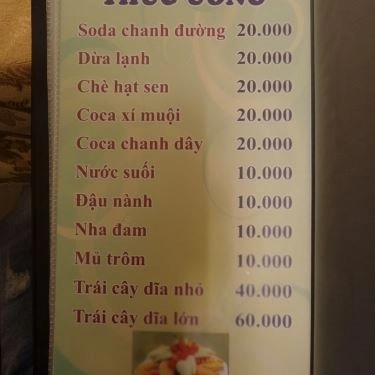 THỨC UỐNG
Soda chanh đường 20.000
Dừa lạnh 20.000
Chè hạt sen 20.000
Coca xí muội 20.000
Coca chanh dây 20.000
Nước suối 10.000
Đậu nành 10.000
Nha đam 10.000
Mủ trôm 10.000
Trái cây dĩa nhỏ 40.000
Trái cây dĩa lớn 60.000